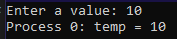 Enter a value: 10
Process 0: temp = 10